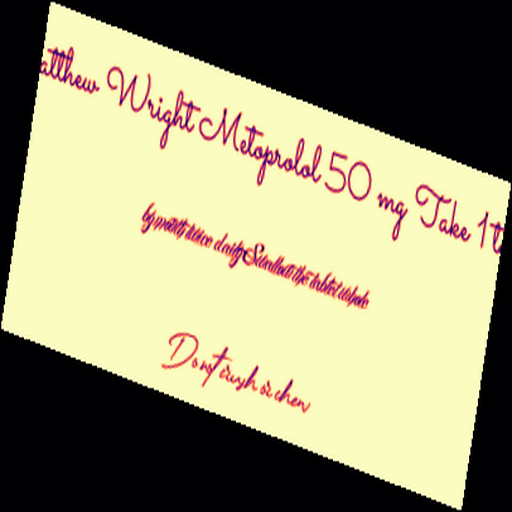 atthew Wright Metoprolol 50 mg Take 1 t
by mouth twice daily Swallow the tablet whole
Don't crush or chew